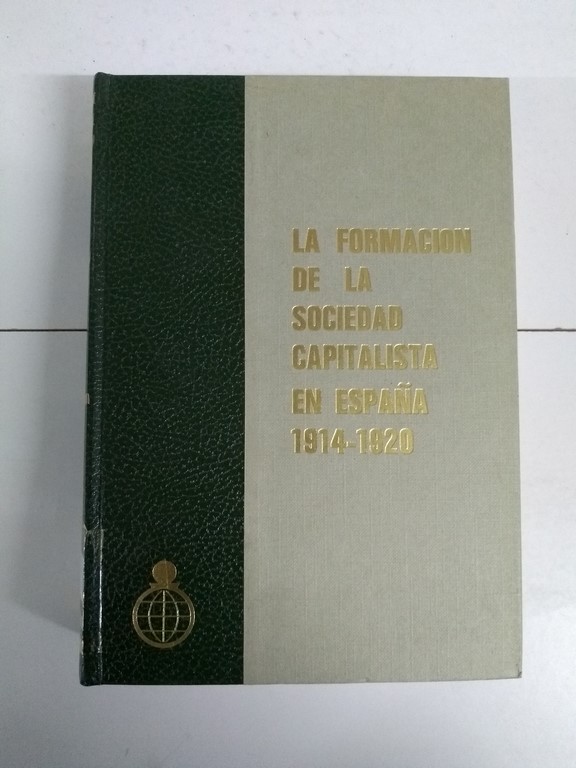 LA FORMACION
DE LA
SOCIEDAD
CAPITALISTA
EN ESPAÑA
1914-1920